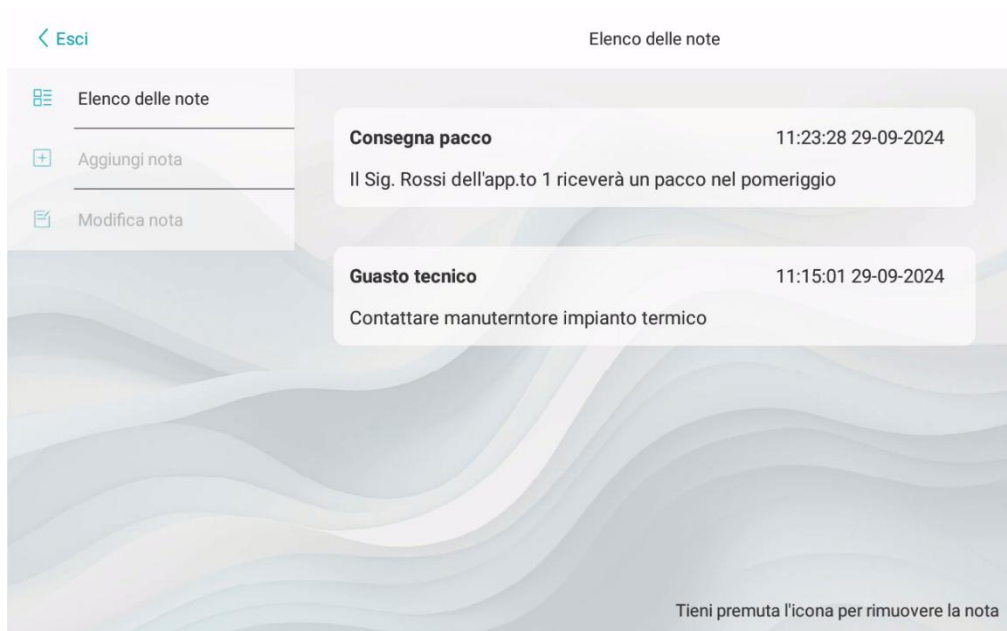 Esci
Elenco delle note
Elenco delle note
Aggiungi nota
Modifica nota
Consegna pacco 11:23:28 29-09-2024
Il Sig. Rossi dell'app.to 1 riceverà un pacco nel pomeriggio
Guasto tecnico 11:15:01 29-09-2024
Contattare manuterntore impianto termico
Tieni premuta l'icona per rimuovere la nota